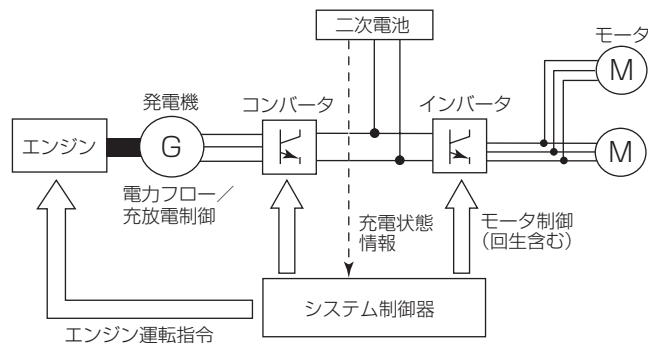 二次電池
モータ
M
発電機
コンバータ
インバータ
エンジン
G
M
電力フロー／
充放電制御
充電状態
情報
モータ制御
（回生含む）
システム制御器
エンジン運転指令